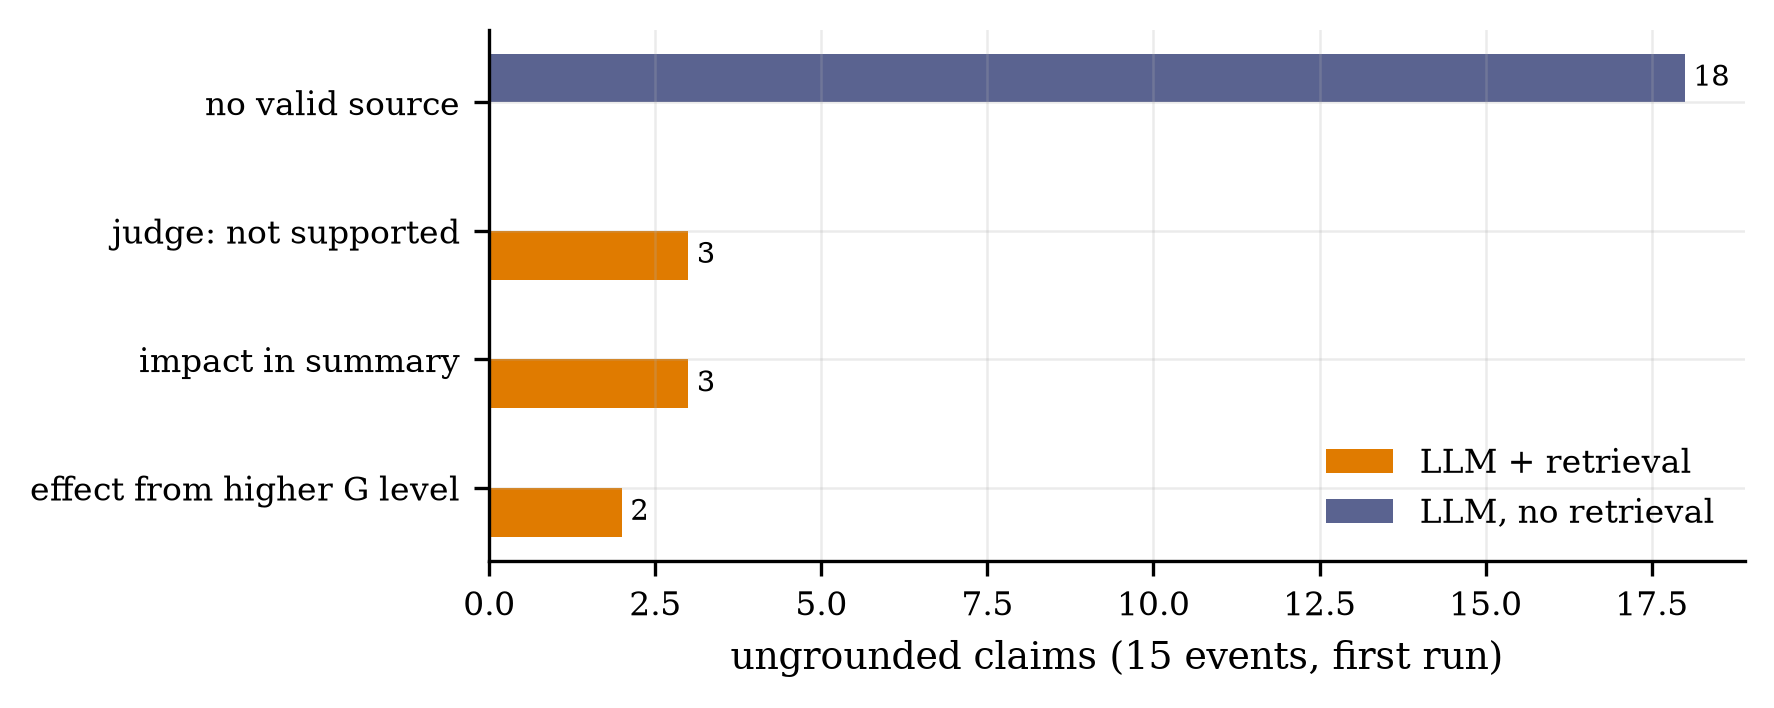 no valid source
18
judge: not supported
3
impact in summary
3
effect from higher G level
2
LLM + retrieval
LLM, no retrieval
0.0 2.5 5.0 7.5 10.0 12.5 15.0 17.5
ungrounded claims (15 events, first run)